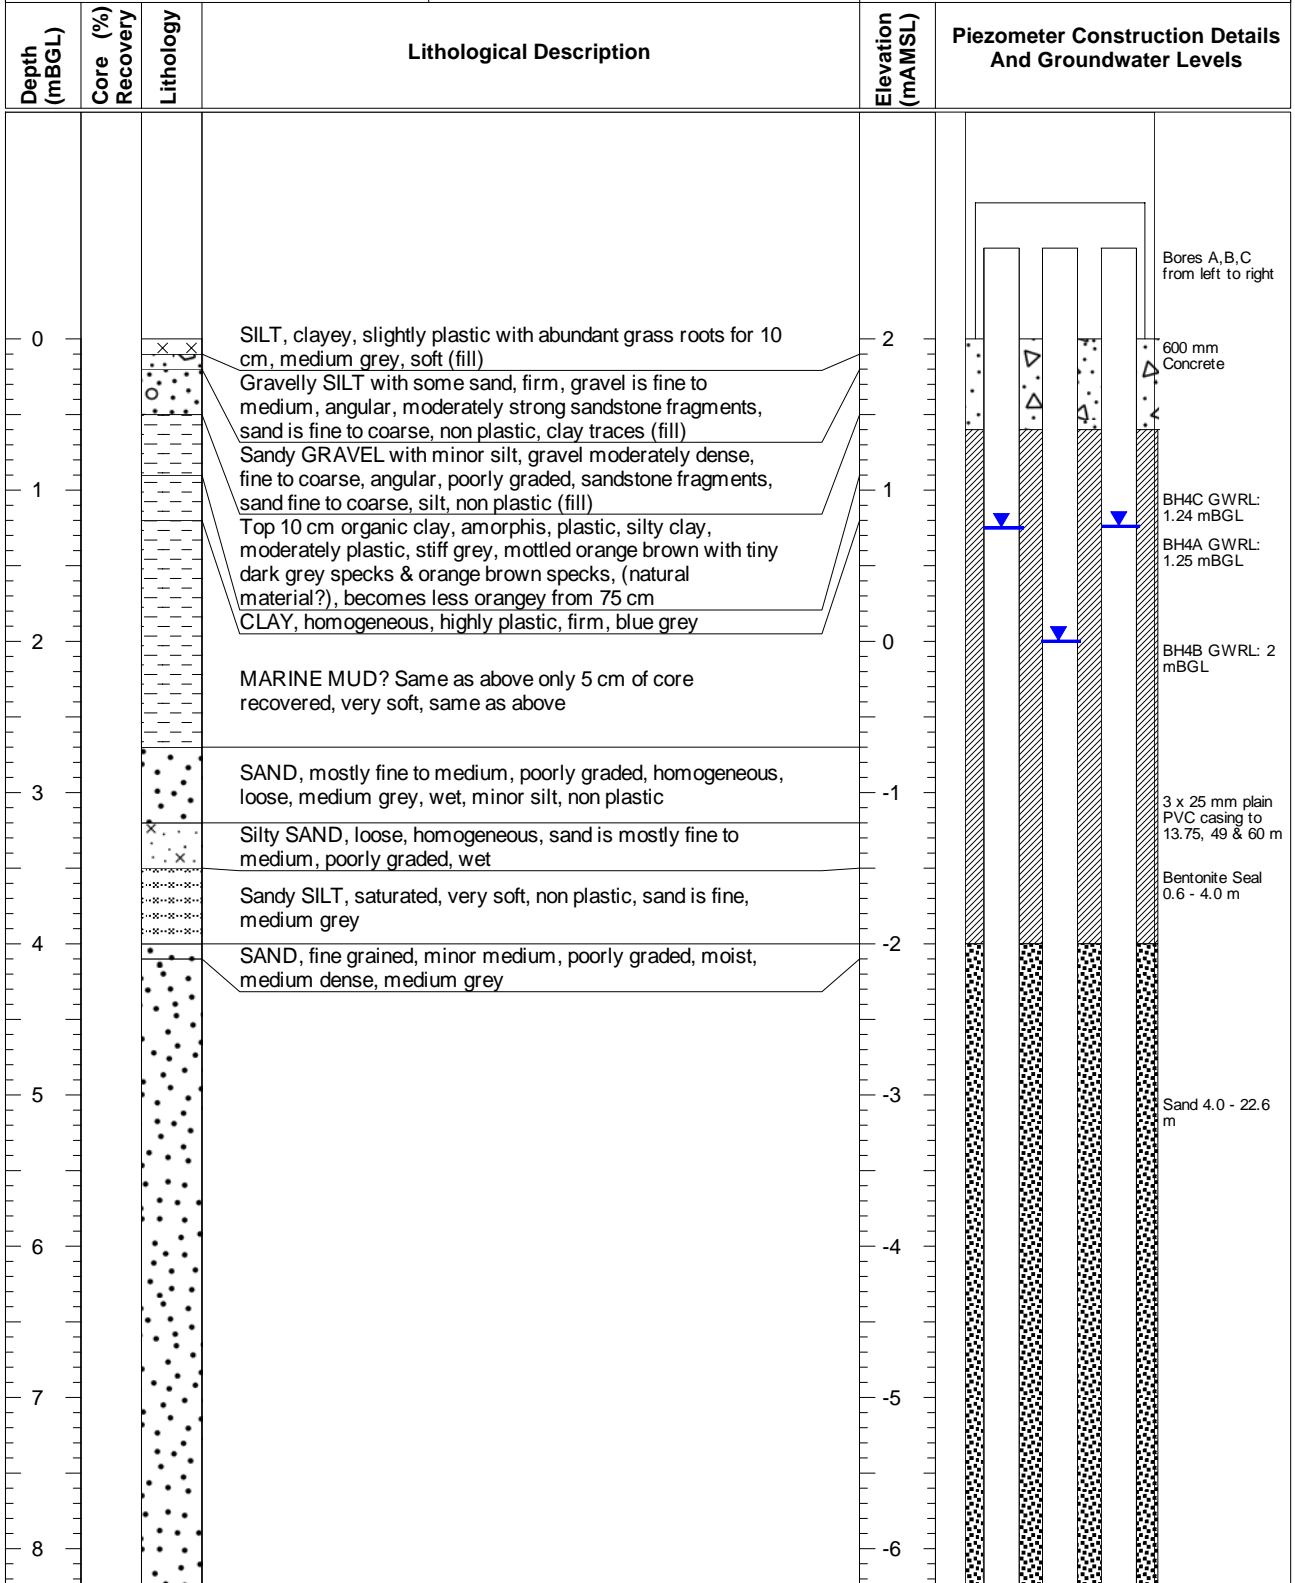 Depth
(mBGL)
Core (%)
Recovery
Lithology
Lithological Description
Elevation
(mAMSL)
Piezometer Construction Details
And Groundwater Levels
Bores A,B,C
from left to right
0
SILT, clayey, slightly plastic with abundant grass roots for 10
cm, medium grey, soft (fill)
2
600 mm
Concrete
Gravelly SILT with some sand, firm, gravel is fine to
medium, angular, moderately strong sandstone fragments,
sand is fine to coarse, non plastic, clay traces (fill)
Sandy GRAVEL with minor silt, gravel moderately dense,
fine to coarse, angular, poorly graded, sandstone fragments,
sand fine to coarse, silt, non plastic (fill)
1
1
BH4C GWRL:
1.24 mBGL
Top 10 cm organic clay, amorphis, plastic, silty clay,
moderately plastic, stiff grey, mottled orange brown with tiny
dark grey specks & orange brown specks, (natural
material?), becomes less orangey from 75 cm
BH4A GWRL:
1.25 mBGL
CLAY, homogeneous, highly plastic, firm, blue grey
2
0
BH4B GWRL: 2
mBGL
MARINE MUD? Same as above only 5 cm of core
recovered, very soft, same as above
SAND, mostly fine to medium, poorly graded, homogeneous,
loose, medium grey, wet, minor silt, non plastic
3
-1
3 x 25 mm plain
PVC casing to
13.75, 49 & 60 m
Silty SAND, loose, homogeneous, sand is mostly fine to
medium, poorly graded, wet
Bentonite Seal
0.6 - 4.0 m
Sandy SILT, saturated, very soft, non plastic, sand is fine,
medium grey
4
-2
SAND, fine grained, minor medium, poorly graded, moist,
medium dense, medium grey
5
-3
Sand 4.0 - 22.6
m
6
-4
7
-5
8
-6